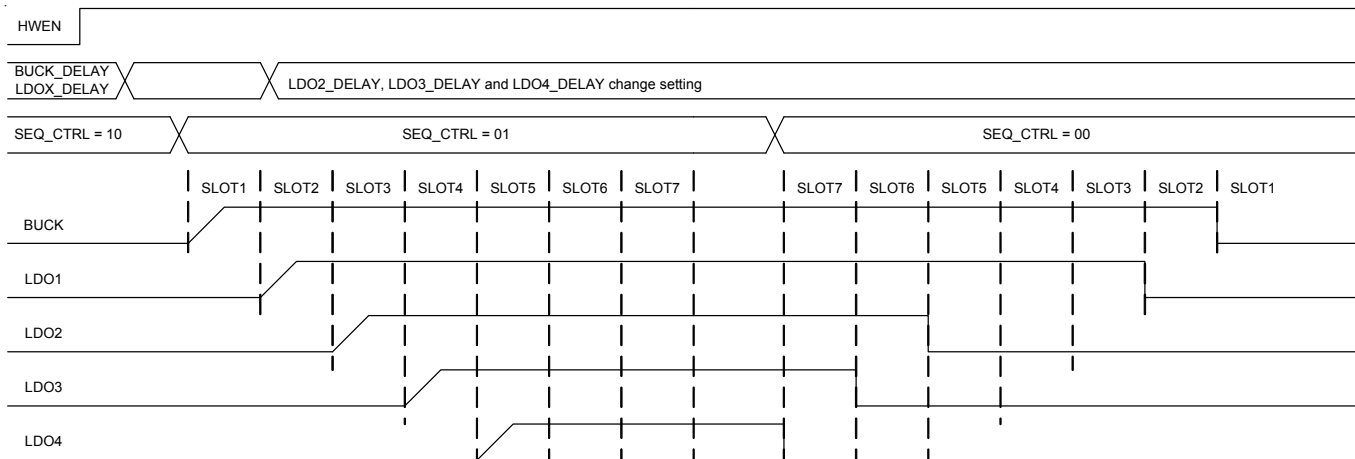 HWEN
BUCK_DELAY
LDOX_DELAY
LDO2_DELAY, LDO3_DELAY and LDO4_DELAY change setting
SEQ_CTRL = 10
SEQ_CTRL = 01
SEQ_CTRL = 00
SLOT1 SLOT2 SLOT3 SLOT4 SLOT5 SLOT6 SLOT7 SLOT7 SLOT6 SLOT5 SLOT4 SLOT3 SLOT2 SLOT1
BUCK
LDO1
LDO2
LDO3
LDO4